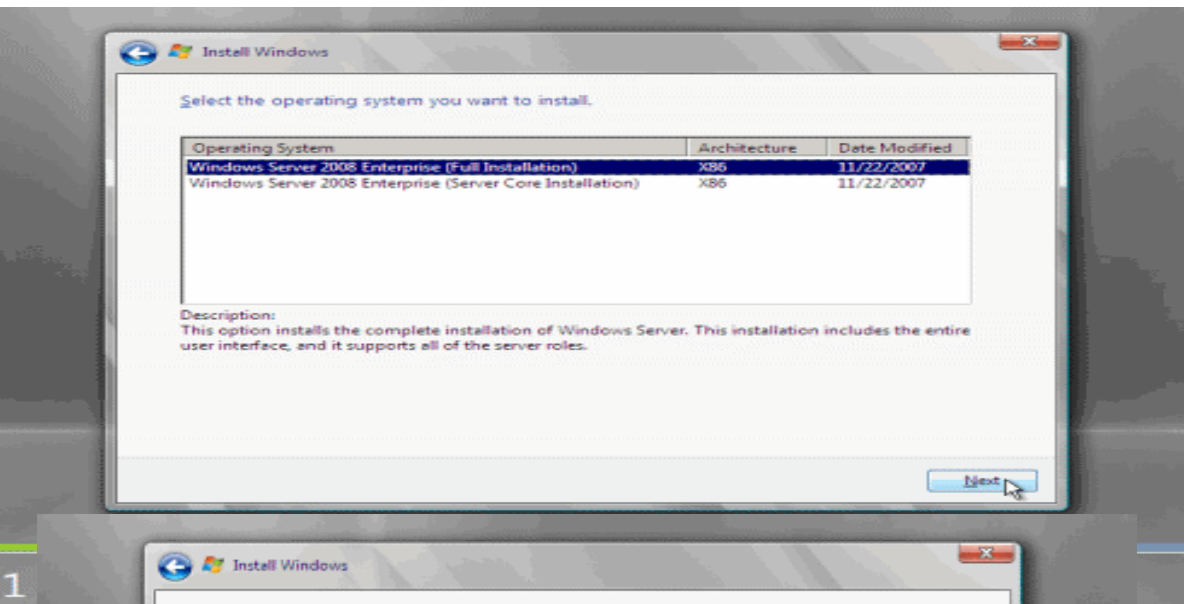 Install Windows
Select the operating system you want to install.
Operating System Architecture Date Modified
Windows Server 2008 Enterprise (Full Installation) X86 11/22/2007
Windows Server 2008 Enterprise (Server Core Installation) X86 11/22/2007
Description:
This option installs the complete installation of Windows Server. This installation includes the entire
user interface, and it supports all of the server roles.
Next
Install Windows
1